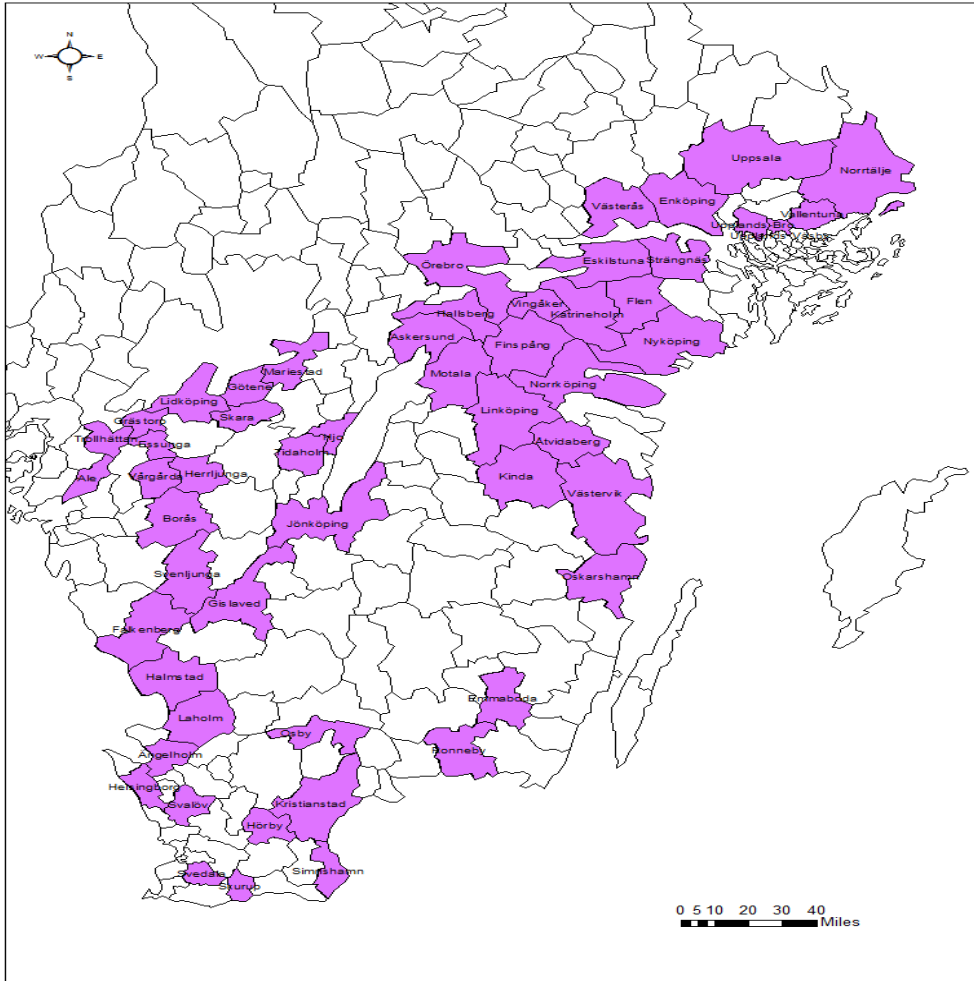 N
W E
S
Uppsala
Norrtälje
Enköping
Västerås
Vallentuna
Upplands-Bro
Upplands Väsby
Eskilstuna
Strängnäs
Örebro
Vingåker
Flen
Hallsberg
Katrineholm
Askersund
Finspång
Nyköping
Motala
Norrköping
Mariestad
Götene
Lidköping
Linköping
Skara
Grästorp
Trollhättan
Essunga
Hjo
Tidaholm
Åtvidaberg
Ale
Vårgårda
Herrljunga
Kinda
Västervik
Borås
Jönköping
Svenljunga
Oskarshamn
Gislaved
Falkenberg
Halmstad
Emmaboda
Laholm
Osby
Ronneby
Ängelholm
Helsingborg
Svalöv
Kristianstad
Hörby
Svedala
Simrishamn
Skurup
0 5 10 20 30 40
Miles